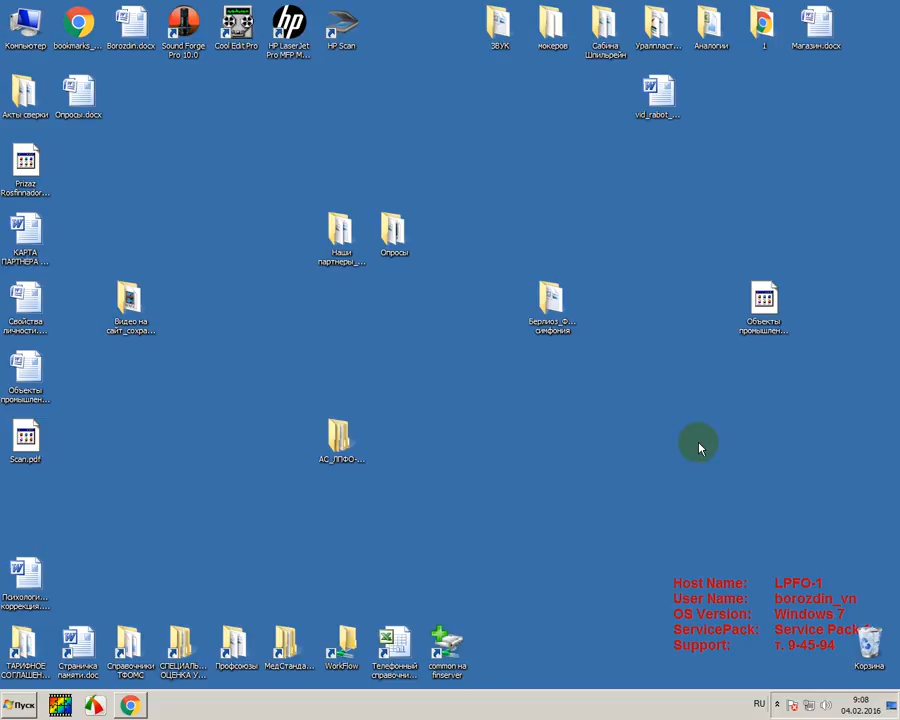 Компьютер
bookmarks_...
Borozdin.docx
Sound Forge
Pro 10.0
Cool Edit Pro
HP LaserJet
Pro MFP M...
HP Scan
ЗВУК
мокеров
Сабина
Шпильрейн
Уралпласт...
Аналогии
1
Магазин.docx
Акты сверки
Опросы.docx
vid_rabot_...
Prizaz
Rosfinnador...
КАРТА
ПАРТНЕРА ...
Наши
партнеры_...
Опросы
Свойства
личности....
Видео на
сайт_сохра...
Берлиоз_Ф...
симфония
Объекты
промышлен...
Объекты
промышлен...
Scan.pdf
АС_ЛПФО-...
Психологи...
коррекция....
Host Name: LPFO-1
User Name: borozdin_vn
OS Version: Windows 7
ServicePack: Service Pack
Support: т. 9-45-94
ТАРИФНОЕ
СОГЛАШЕН...
Страничка
памяти.doc
Справочники
ТФОМС
СПЕЦИАЛЬ...
ОЦЕНКА У...
Профсоюзы
МедСтанда...
WorkFlow
Телефонный
справочни...
common на
finserver
Корзина
Пуск
RU
9:08
04.02.2016